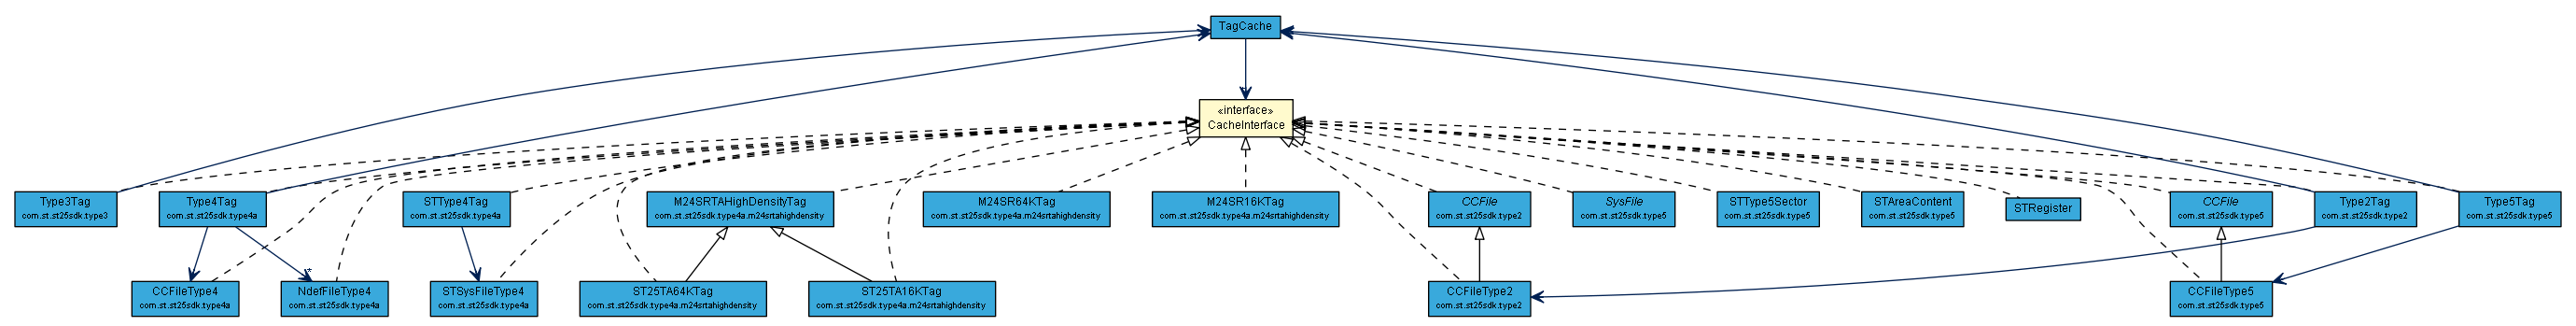 TagCache
«interface»
CacheInterface
Type3Tag
com.st.st25sdk.type3
Type4Tag
com.st.st25sdk.type4a
STType4Tag
com.st.st25sdk.type4a
M24SRTAHighDensityTag
com.st.st25sdk.type4a.m24srtahighdensity
M24SR64KTag
com.st.st25sdk.type4a.m24srtahighdensity
M24SR16KTag
com.st.st25sdk.type4a.m24srtahighdensity
CCFile
com.st.st25sdk.type2
SysFile
com.st.st25sdk.type5
STType5Sector
com.st.st25sdk.type5
STAreaContent
com.st.st25sdk.type5
STRegister
CCFile
com.st.st25sdk.type5
Type2Tag
com.st.st25sdk.type2
Type5Tag
com.st.st25sdk.type5
*
CCFileType4
com.st.st25sdk.type4a
NdefFileType4
com.st.st25sdk.type4a
STSysFileType4
com.st.st25sdk.type4a
ST25TA64KTag
com.st.st25sdk.type4a.m24srtahighdensity
ST25TA16KTag
com.st.st25sdk.type4a.m24srtahighdensity
CCFileType2
com.st.st25sdk.type2
CCFileType5
com.st.st25sdk.type5